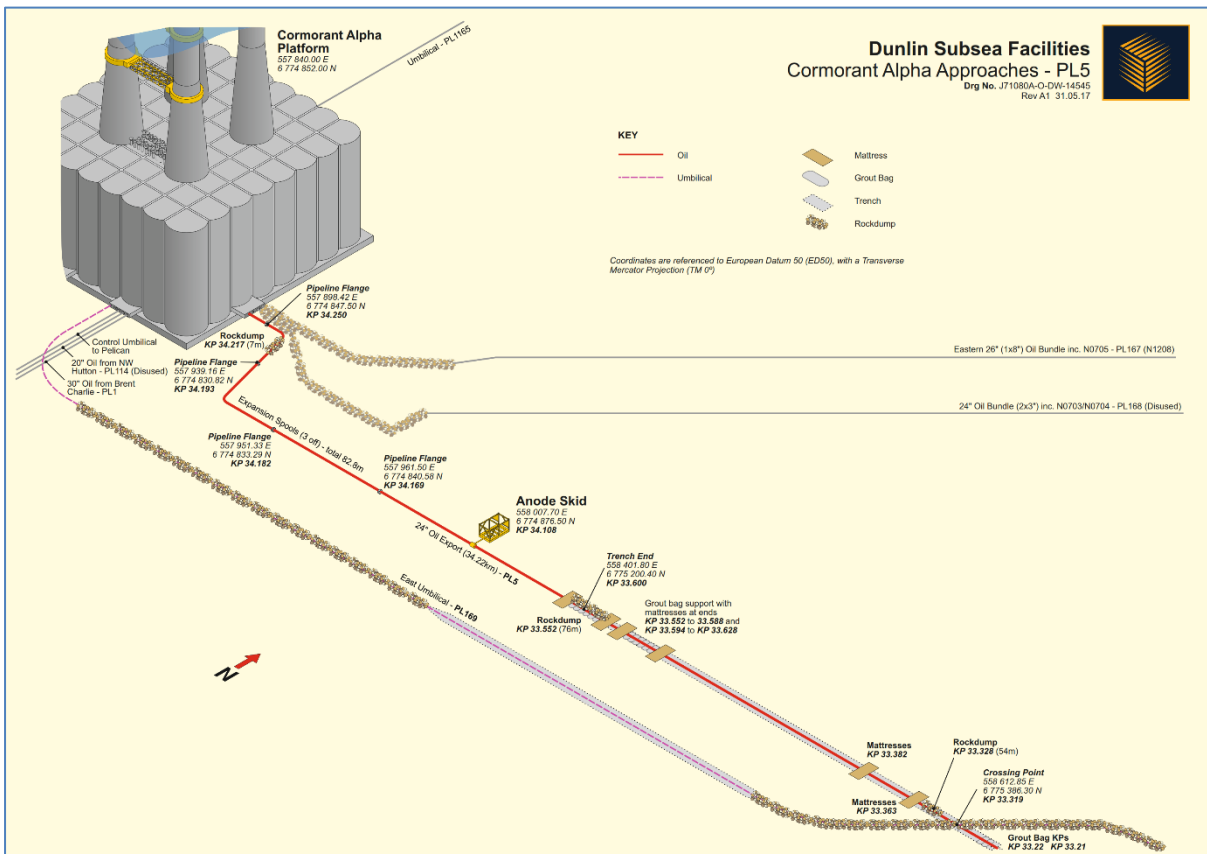 Cormorant Alpha
Platform
557 840.00 E
6 774 852.00 N
Umbilical - PL1165
Dunlin Subsea Facilities
Cormorant Alpha Approaches - PL5
Drg No. J71080A-O-DW-14545
Rev A1 31.05.17
KEY
Oil
Umbilical
Mattress
Grout Bag
Trench
Rockdump
Coordinates are referenced to European Datum 50 (ED50), with a Transverse
Mercator Projection (TM 0º)
Pipeline Flange
557 898.42 E
6 774 847.50 N
KP 34.250
Rockdump
KP 34.217 (7m)
Control Umbilical
to Pelican
20" Oil from NW
Hutton - PL114 (Disused)
30" Oil from Brent
Charlie - PL1
Pipeline Flange
557 939.16 E
6 774 830.82 N
KP 34.193
Eastern 26" (1x8") Oil Bundle inc. N0705 - PL167 (N1208)
24" Oil Bundle (2x3") inc. N0703/N0704 - PL168 (Disused)
Expansion Spools (3 off) - total 82.8m
Pipeline Flange
557 951.33 E
6 774 833.29 N
KP 34.182
Pipeline Flange
557 961.50 E
6 774 840.58 N
KP 34.169
Anode Skid
558 007.70 E
6 774 876.50 N
KP 34.108
24" Oil Export (34.22km) - PL5
Trench End
558 401.80 E
6 775 200.40 N
KP 33.600
East Umbilical - PL169
Rockdump
KP 33.552 (76m)
Grout bag support with
mattresses at ends
KP 33.552 to 33.588 and
KP 33.594 to KP 33.628
N
Mattresses
KP 33.382
Rockdump
KP 33.328 (54m)
Crossing Point
558 612.85 E
6 775 386.30 N
KP 33.319
Mattresses
KP 33.363
Grout Bag KPs
KP 33.22 KP 33.21